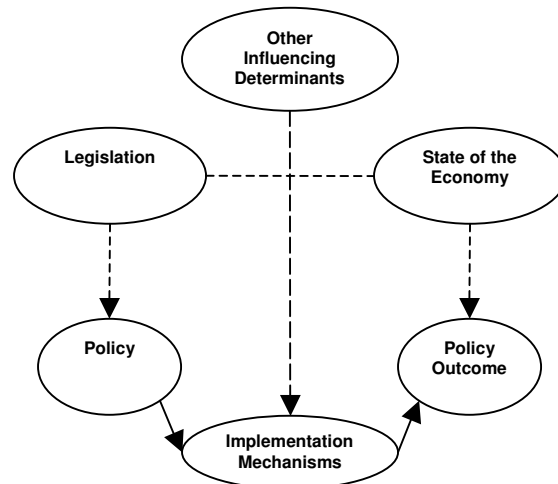 Other
Influencing
Determinants
Legislation
State of the
Economy
Policy
Policy
Outcome
Implementation
Mechanisms